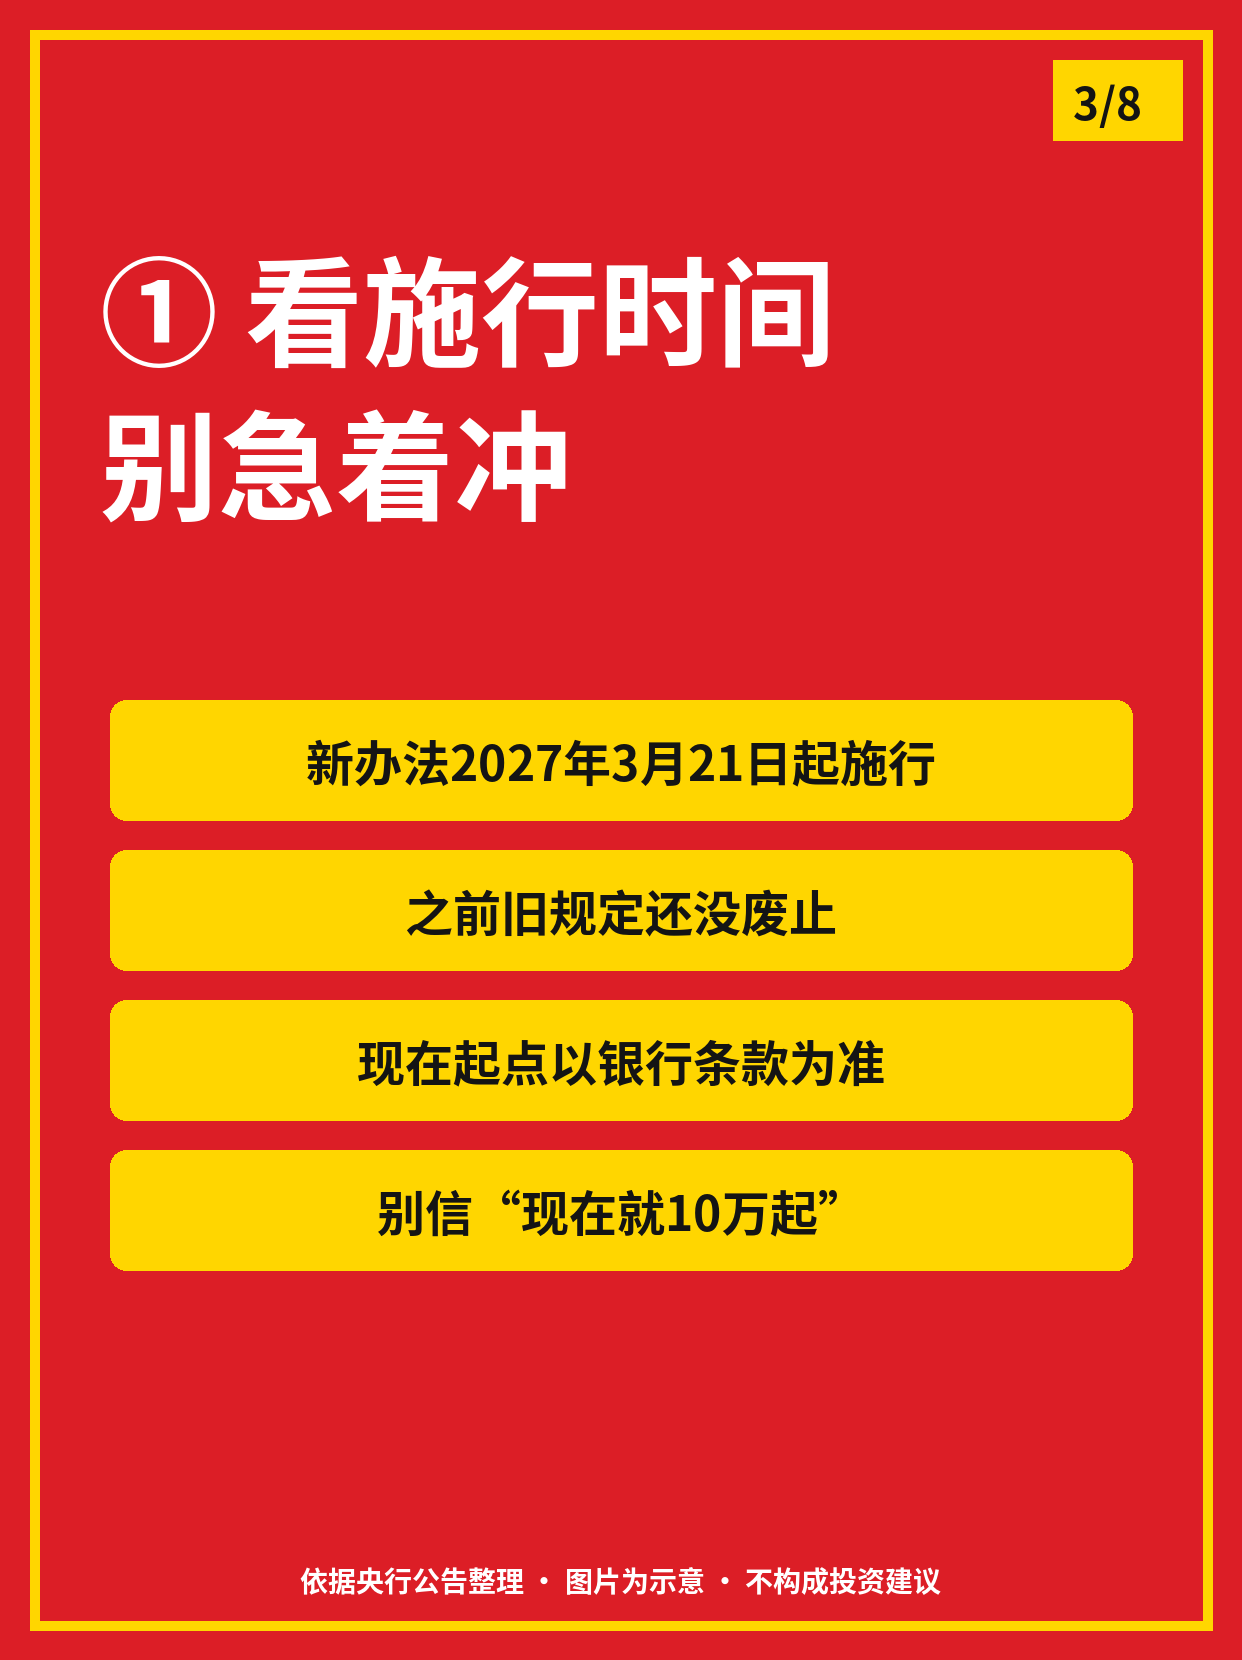 3/8
① 看施行时间
别急着冲
新办法2027年3月21日起施行
之前旧规定还没废止
现在起点以银行条款为准
别信“现在就10万起”
依据央行公告整理 · 图片为示意 · 不构成投资建议